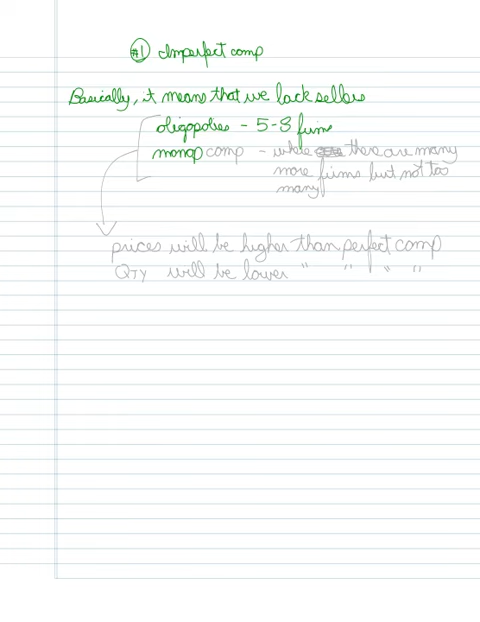 #1 Imperfect comp
Basically, it means that we lack sellers
oligopolies - 5-8 firms
monop comp - where there are many
more firms but not too
many
prices will be higher than perfect comp
QTY will be lower " " " "